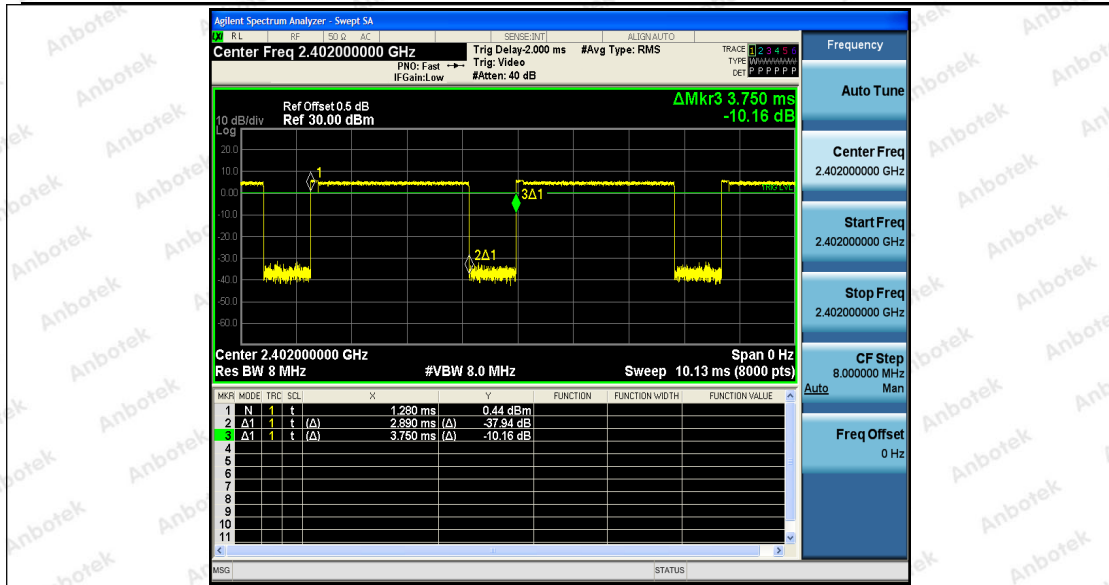 Agilent Spectrum Analyzer - Swept SA
LXI RL RF 50 Ω AC SENSE:INT ALIGN AUTO
Center Freq 2.402000000 GHz
PNO: Fast
IFGain:Low
Trig Delay-2.000 ms
Trig: Video
#Atten: 40 dB
#Avg Type: RMS
TRACE 1 2 3 4 5 6
TYPE WWWWWW
DET P P P P P P
ΔMkr3 3.750 ms
-10.16 dB
Ref Offset 0.5 dB
10 dB/div Ref 30.00 dBm
Log
20.0
10.0
0.00
-10.0
-20.0
-30.0
-40.0
-50.0
-60.0
1
3Δ1
2Δ1
TRIG LVL
Center 2.402000000 GHz Span 0 Hz
Res BW 8 MHz #VBW 8.0 MHz Sweep 10.13 ms (8000 pts)
MKR MODE TRC SCL X Y FUNCTION FUNCTION WIDTH FUNCTION VALUE
1 N 1 t 1.280 ms 0.44 dBm
2 Δ1 1 t (Δ) 2.890 ms (Δ) -37.94 dB
3 Δ1 1 t (Δ) 3.750 ms (Δ) -10.16 dB
4
5
6
7
8
9
10
11
MSG STATUS
Frequency
Auto Tune
Center Freq
2.402000000 GHz
Start Freq
2.402000000 GHz
Stop Freq
2.402000000 GHz
CF Step
8.000000 MHz
Auto Man
Freq Offset
0 Hz
Anbotek